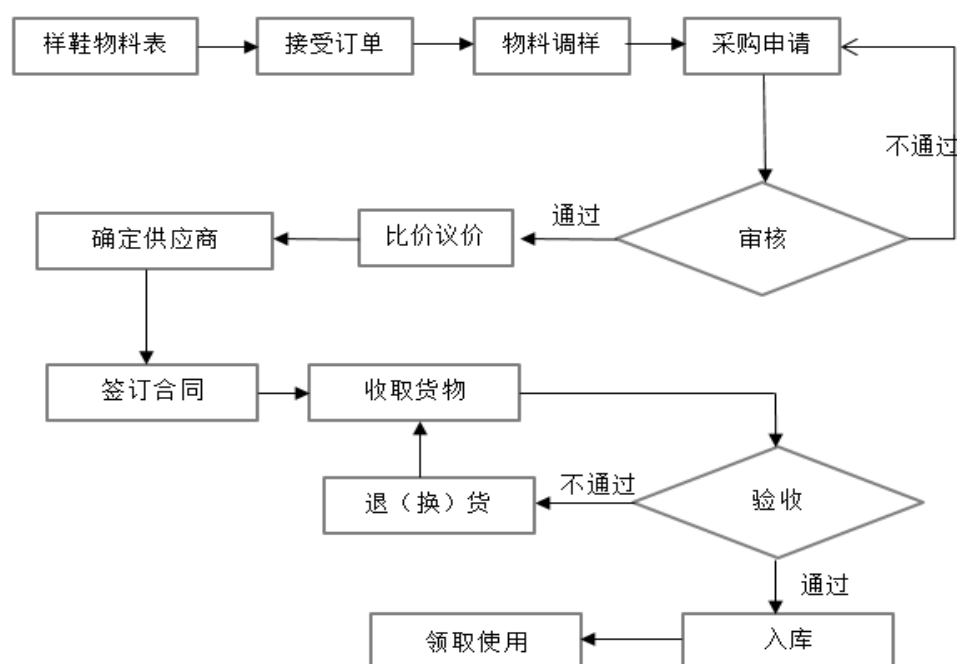 样鞋物料表
接受订单
物料调样
采购申请
不通过
审核
通过
比价议价
确定供应商
签订合同
收取货物
验收
不通过
退（换）货
通过
入库
领取使用